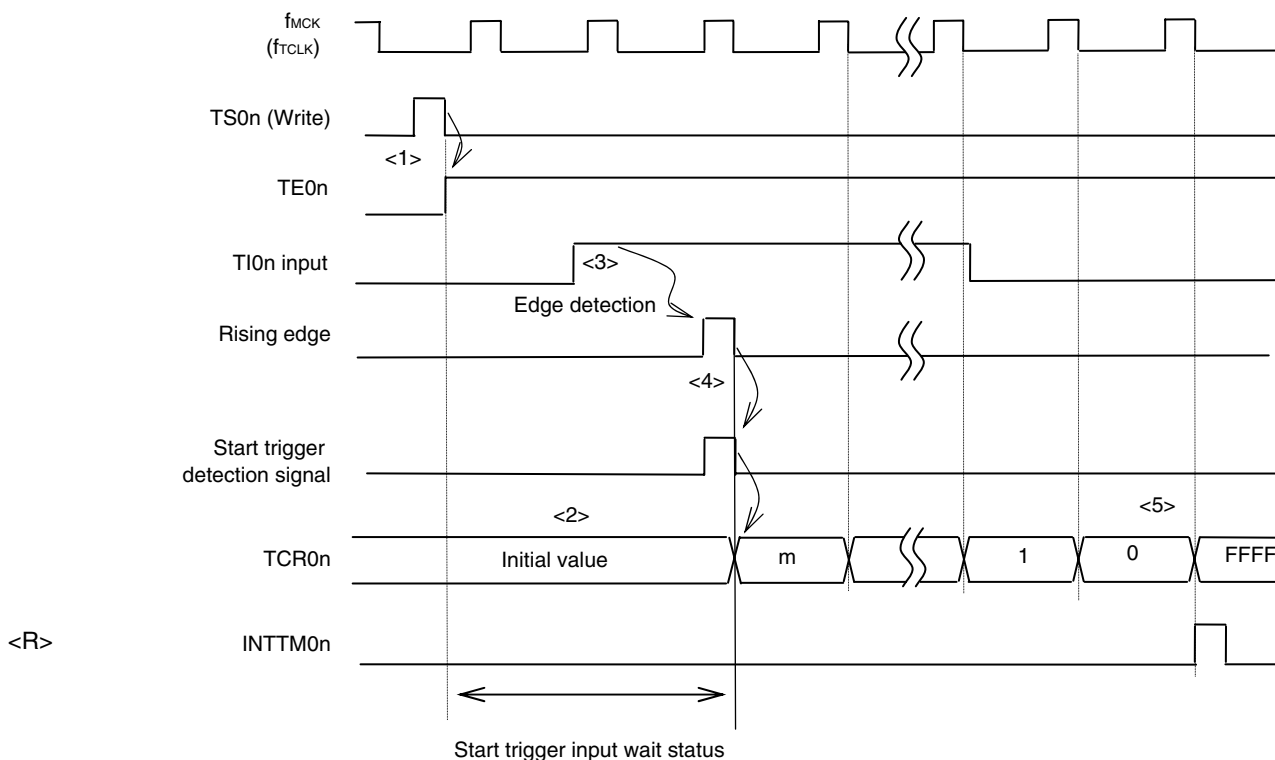 fMCK
(fTCLK)
TS0n (Write)
<1>
TE0n
TI0n input
<3>
Edge detection
Rising edge
<4>
Start trigger
detection signal
<2>
<5>
TCR0n
Initial value
m
1
0
FFFF
<R>
INTTM0n
Start trigger input wait status